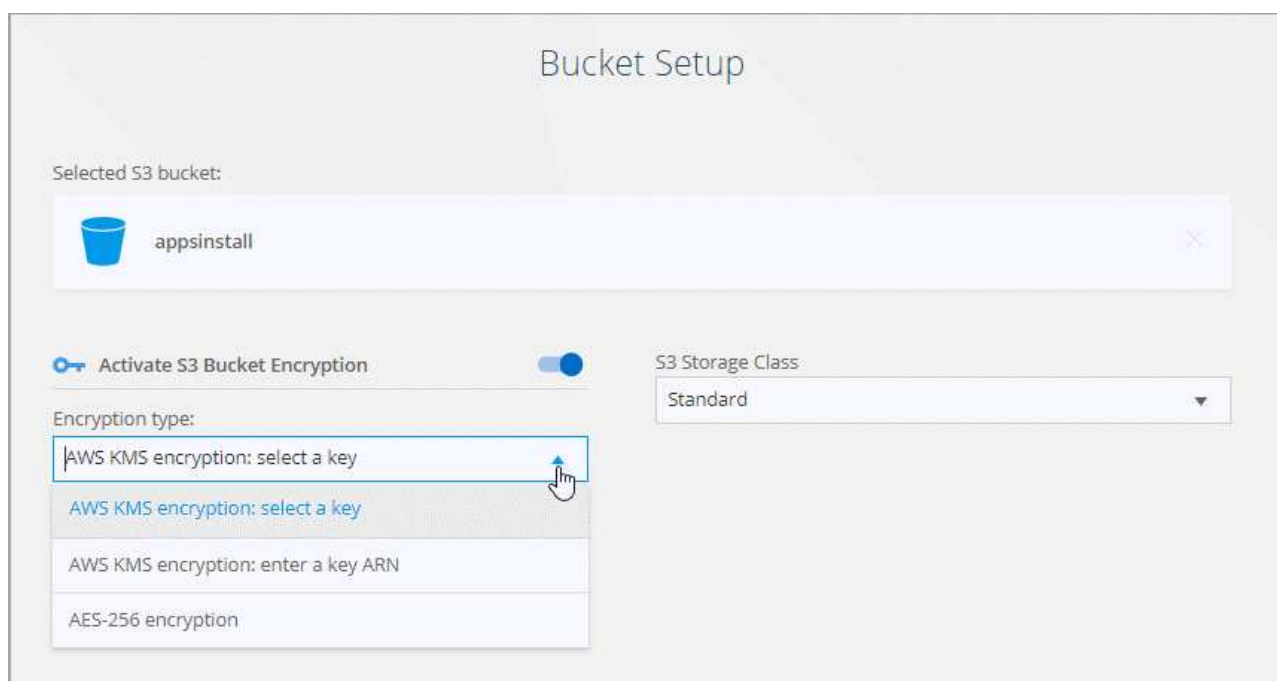 Bucket Setup
Selected S3 bucket:
appsinstall
Activate S3 Bucket Encryption
S3 Storage Class
Standard
Encryption type:
AWS KMS encryption: select a key
AWS KMS encryption: select a key
AWS KMS encryption: enter a key ARN
AES-256 encryption